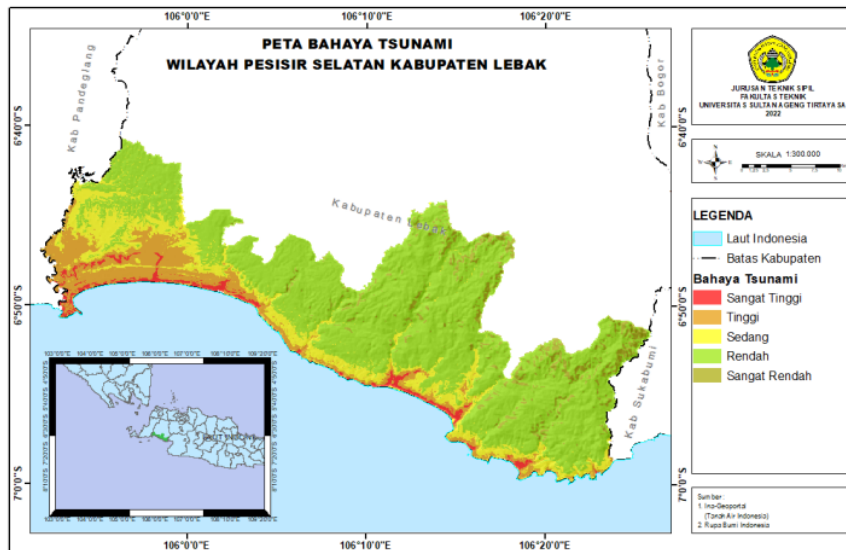 106°0'0"E
106°10'0"E
106°20'0"E
PETA BAHAYA TSUNAMI
WILAYAH PESISIR SELATAN KABUPATEN LEBAK
Kab Pandeglang
Kab Bogor
Kabupaten Lebak
Kab Sukabumi
6°40'0"S
6°50'0"S
7°0'0"S
6°40'0"S
6°50'0"S
7°0'0"S
106°0'0"E
106°10'0"E
106°20'0"E
JURUSAN TEKNIK SIPIL
FAKULTAS TEKNIK
UNIVERSITAS SULTAN AGENG TIRTAYASA
2022
SKALA 1:300.000
LEGENDA
Laut Indonesia
Batas Kabupaten
Bahaya Tsunami
Sangat Tinggi
Tinggi
Sedang
Rendah
Sangat Rendah
Sumber :
1. Ina-Geoportal
(Tanah Air Indonesia)
2. Rupa Bumi Indonesia